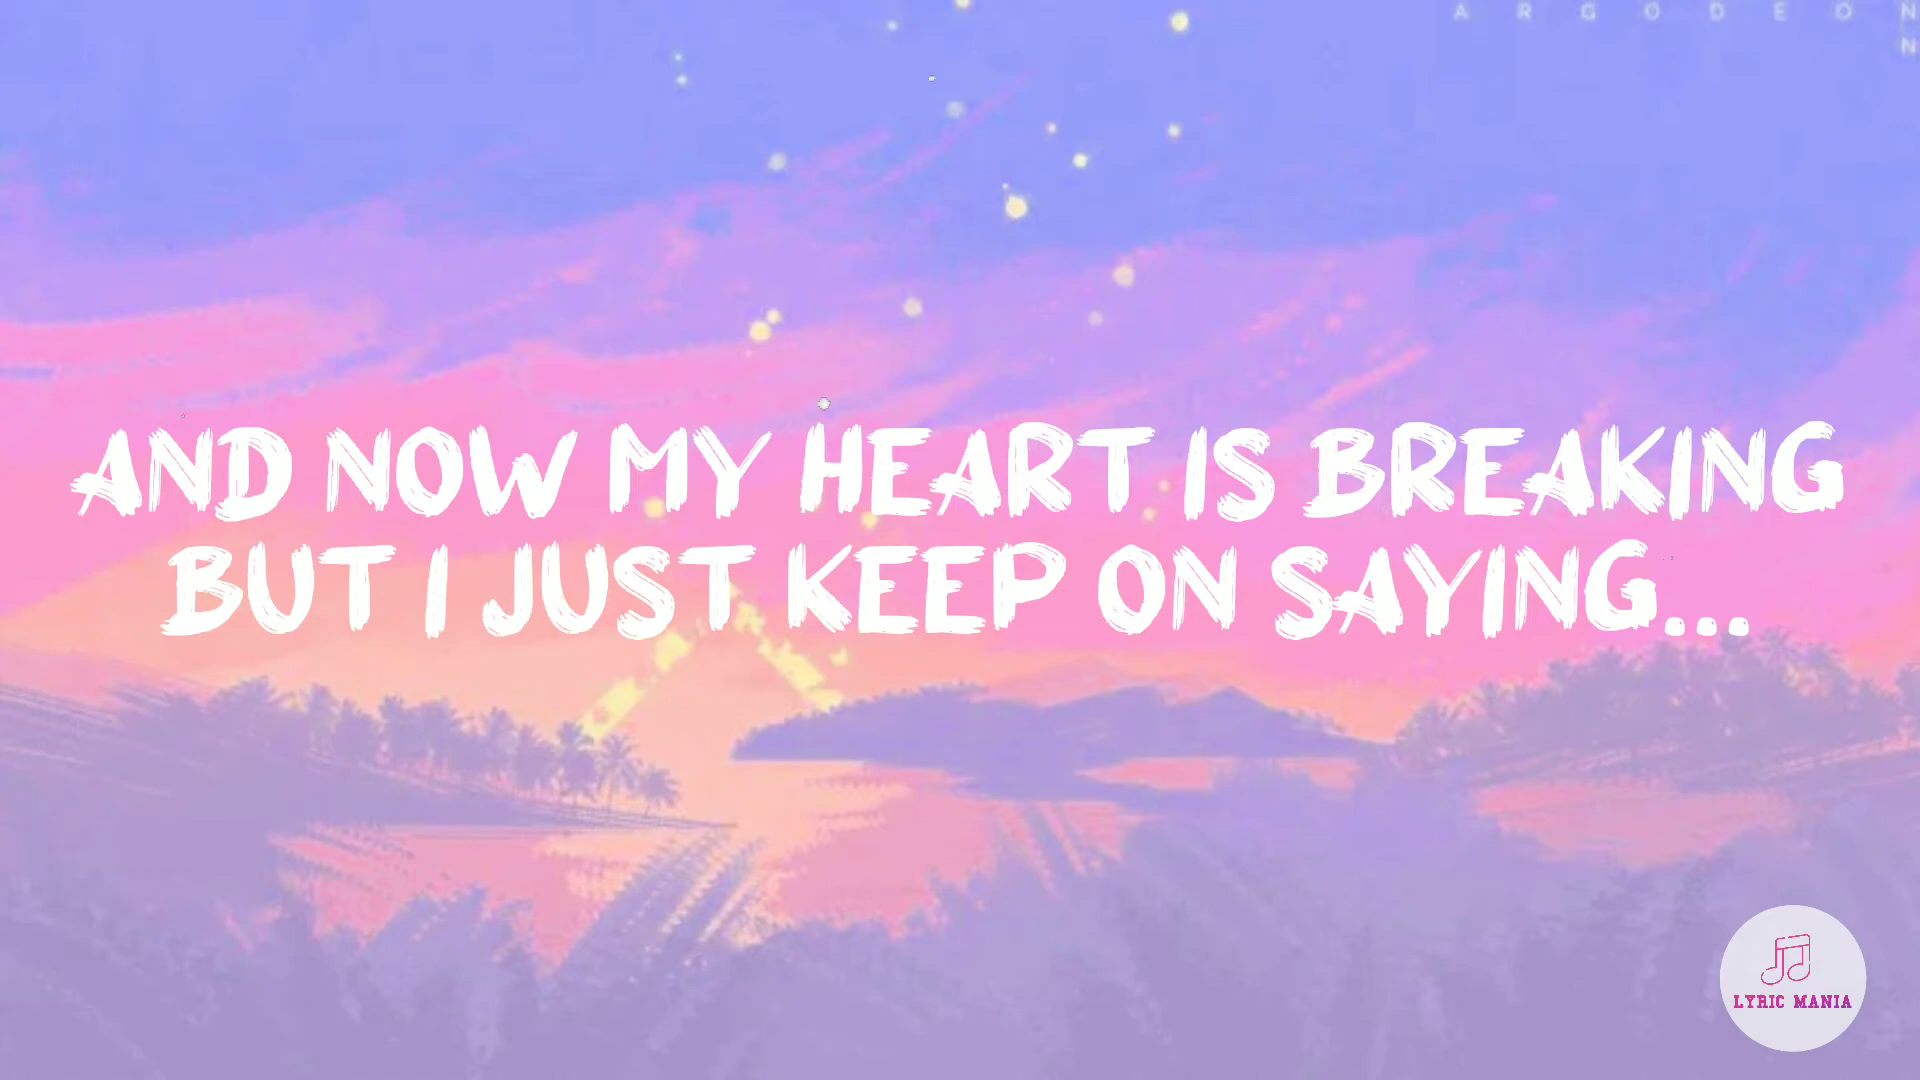 A R G O D E O N
N
AND NOW MY HEART IS BREAKING
BUT I JUST KEEP ON SAYING...
LYRIC MANIA